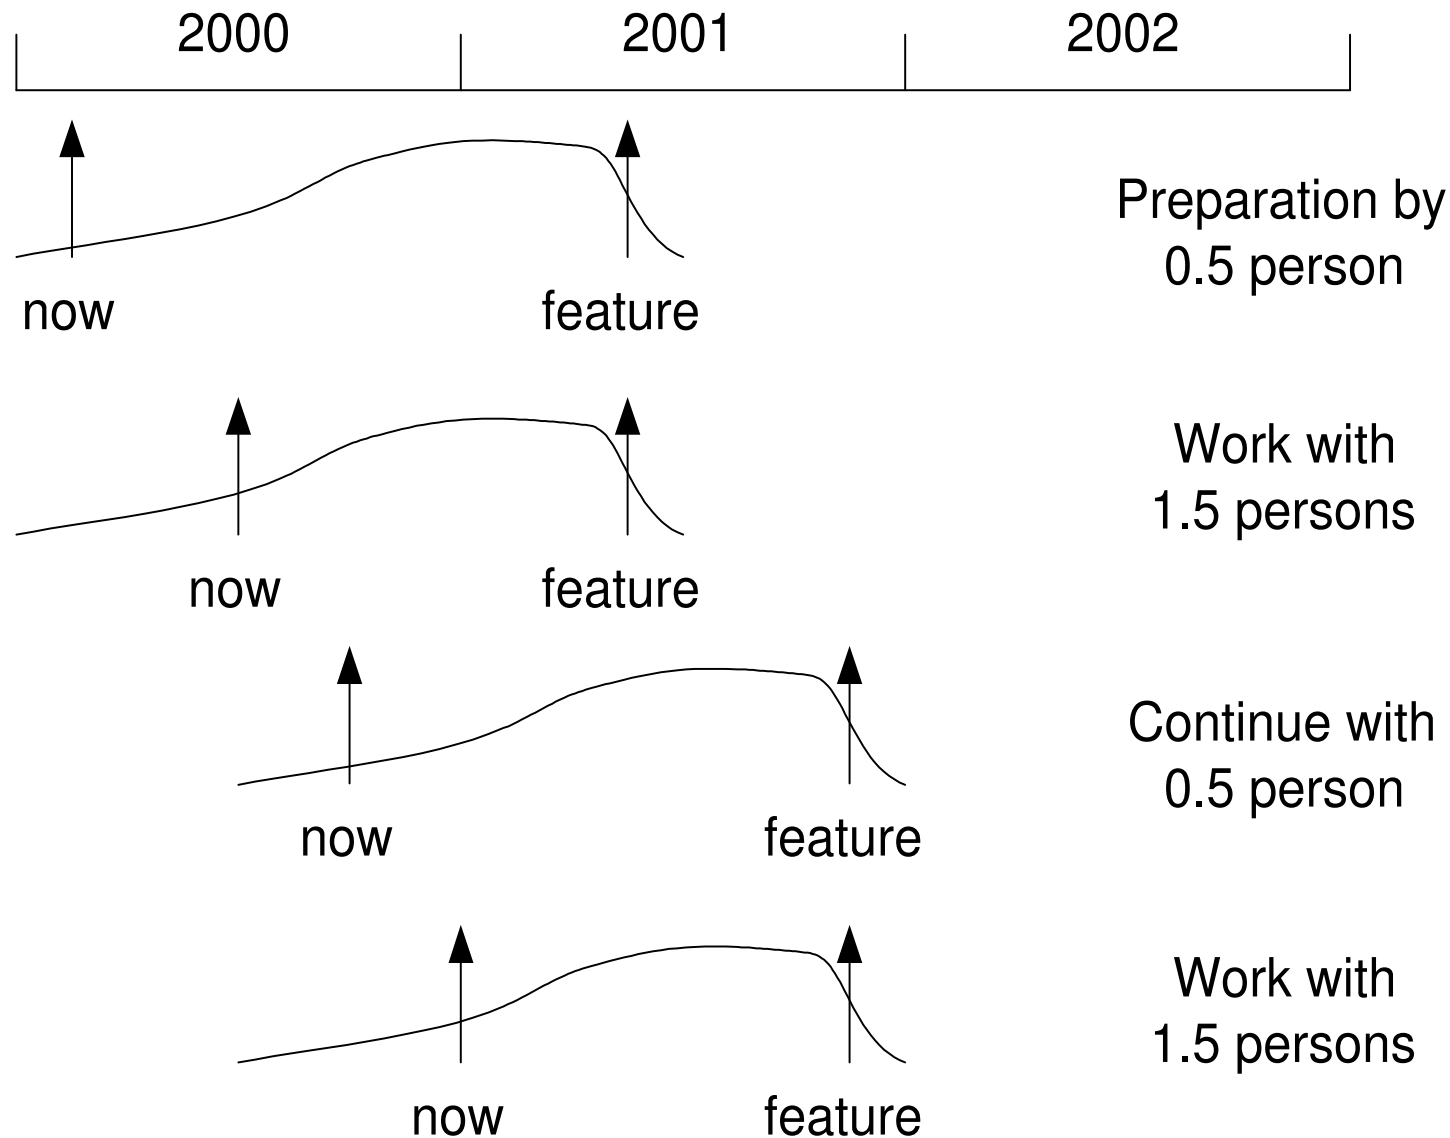 2000 2001 2002
Preparation by
0.5 person
now feature
Work with
1.5 persons
now feature
Continue with
0.5 person
now feature
Work with
1.5 persons
now feature